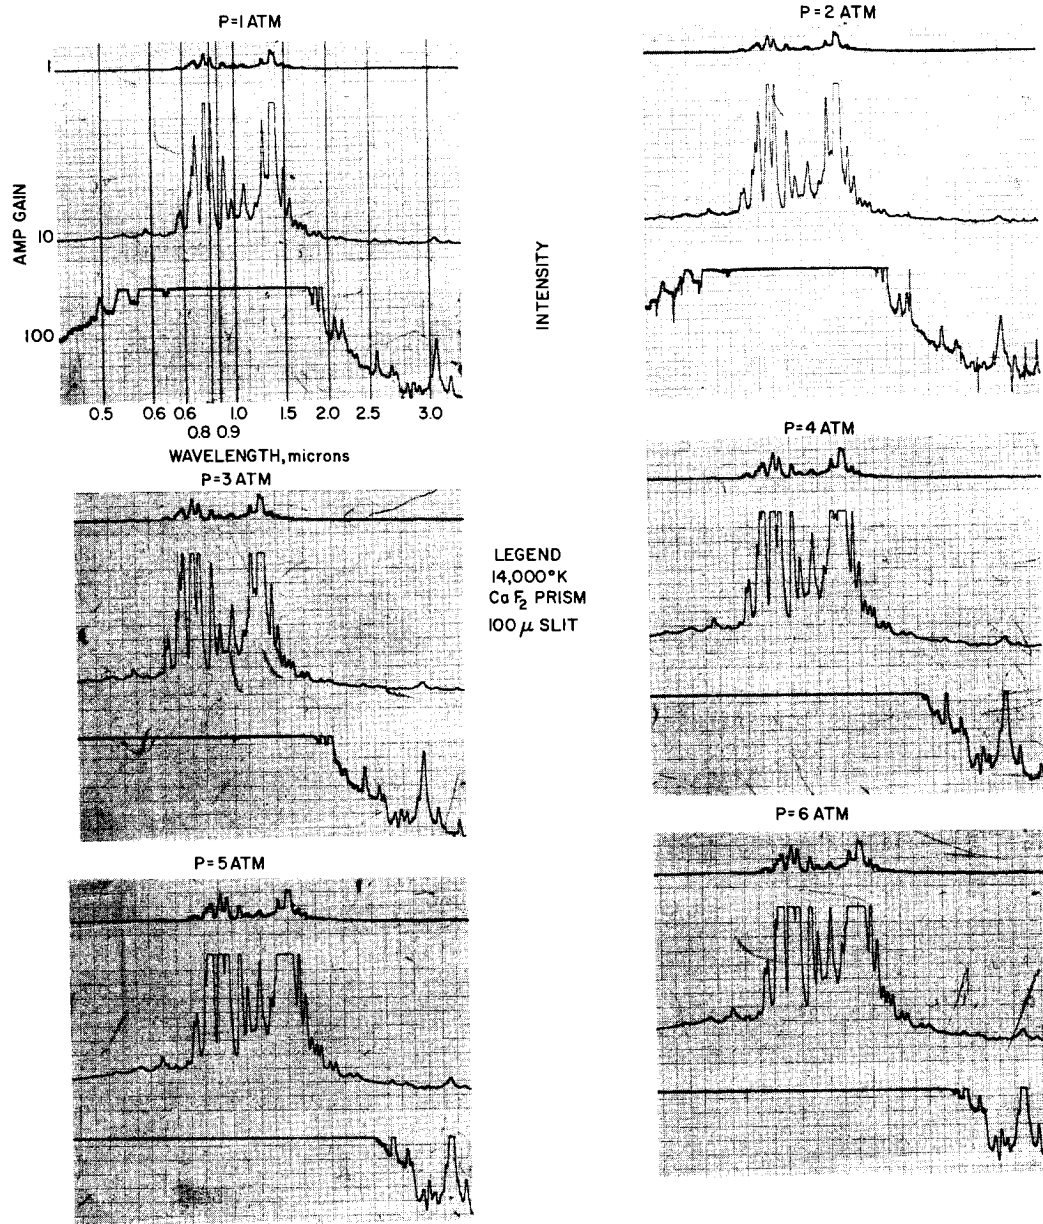 P=1 ATM
1
10
100
AMP GAIN
0.5 0.6 0.6 1.0 1.5 2.0 2.5 3.0
0.8 0.9
WAVELENGTH, microns
P=2 ATM
INTENSITY
P=3 ATM
LEGEND
14,000°K
CaF₂ PRISM
100 μ SLIT
P=4 ATM
P=5 ATM
P=6 ATM